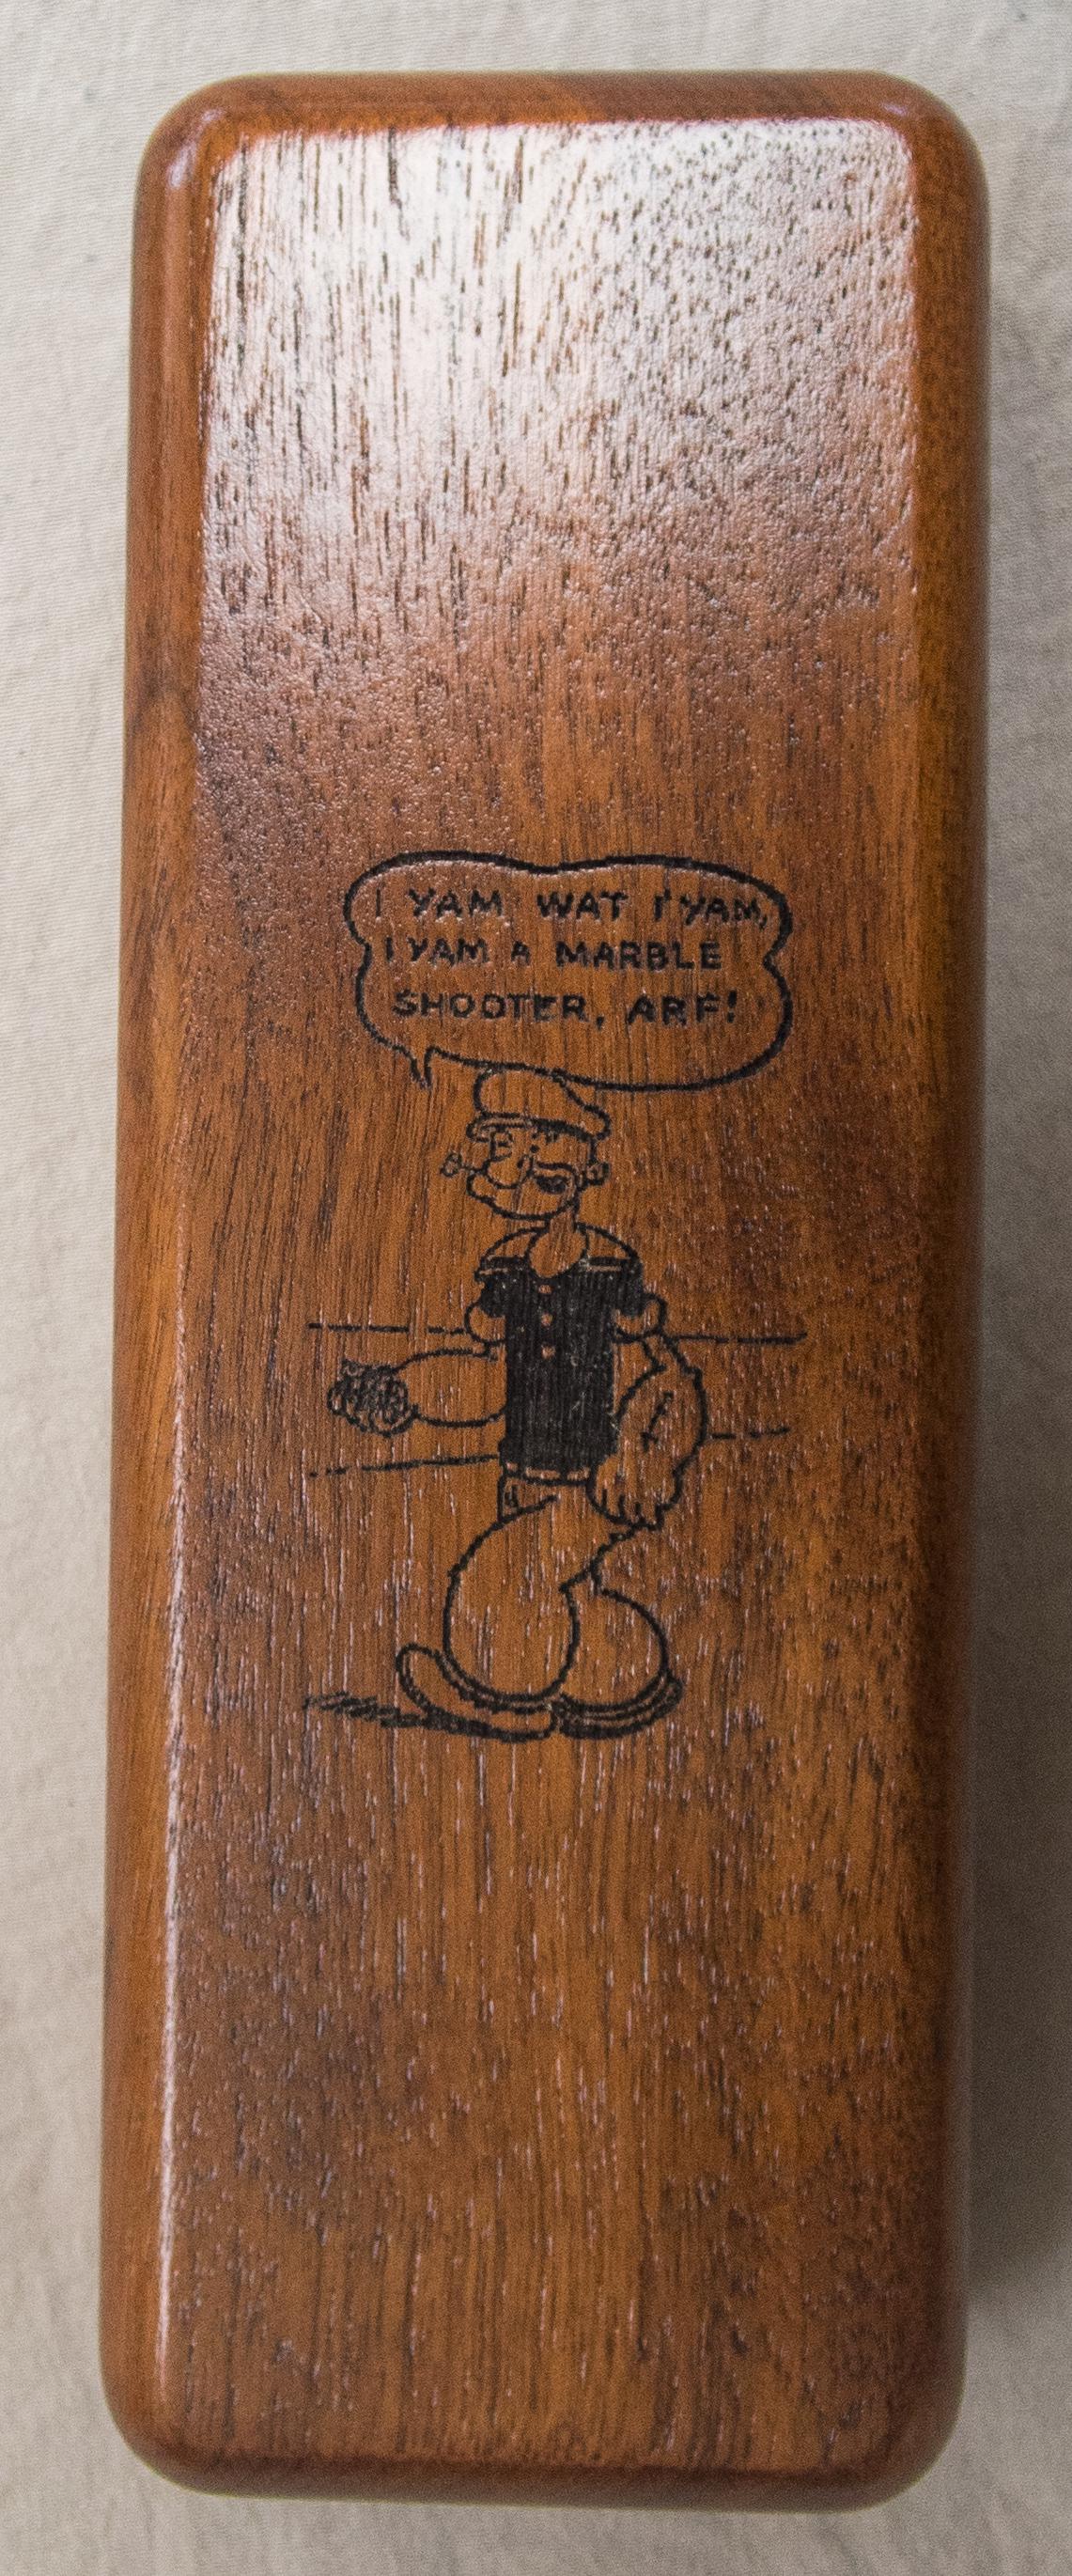 I YAM WAT I YAM,
I YAM A MARBLE
SHOOTER, ARF!